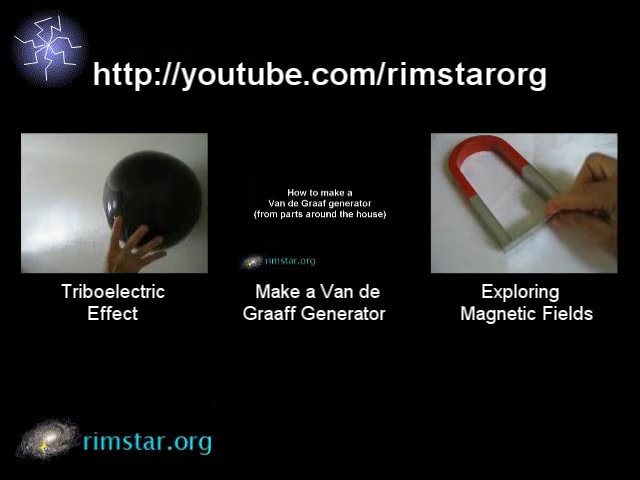 http://youtube.com/rimstarorg
How to make a
Van de Graaf generator
(from parts around the house)
rimstar.org
Triboelectric
Effect
Make a Van de
Graaff Generator
Exploring
Magnetic Fields
rimstar.org